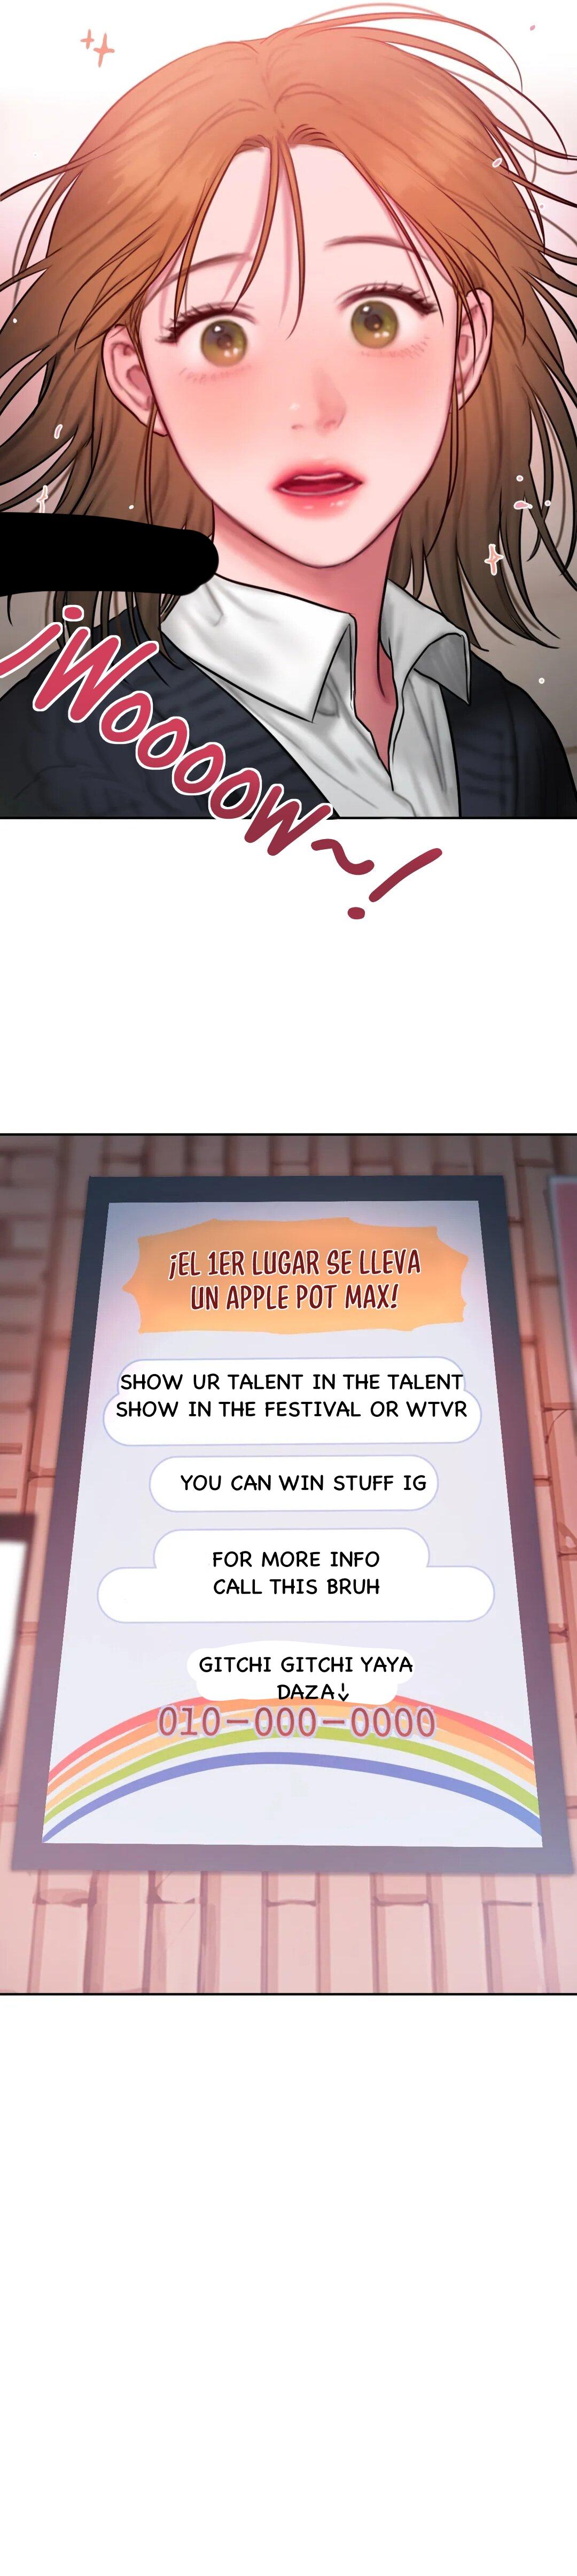 ¡WOOOOW~!
¡EL 1ER LUGAR SE LLEVA
UN APPLE POT MAX!
SHOW UR TALENT IN THE TALENT
SHOW IN THE FESTIVAL OR WTVR
YOU CAN WIN STUFF IG
FOR MORE INFO
CALL THIS BRUH
GITCHI GITCHI YAYA
DAZA↓
010-000-0000